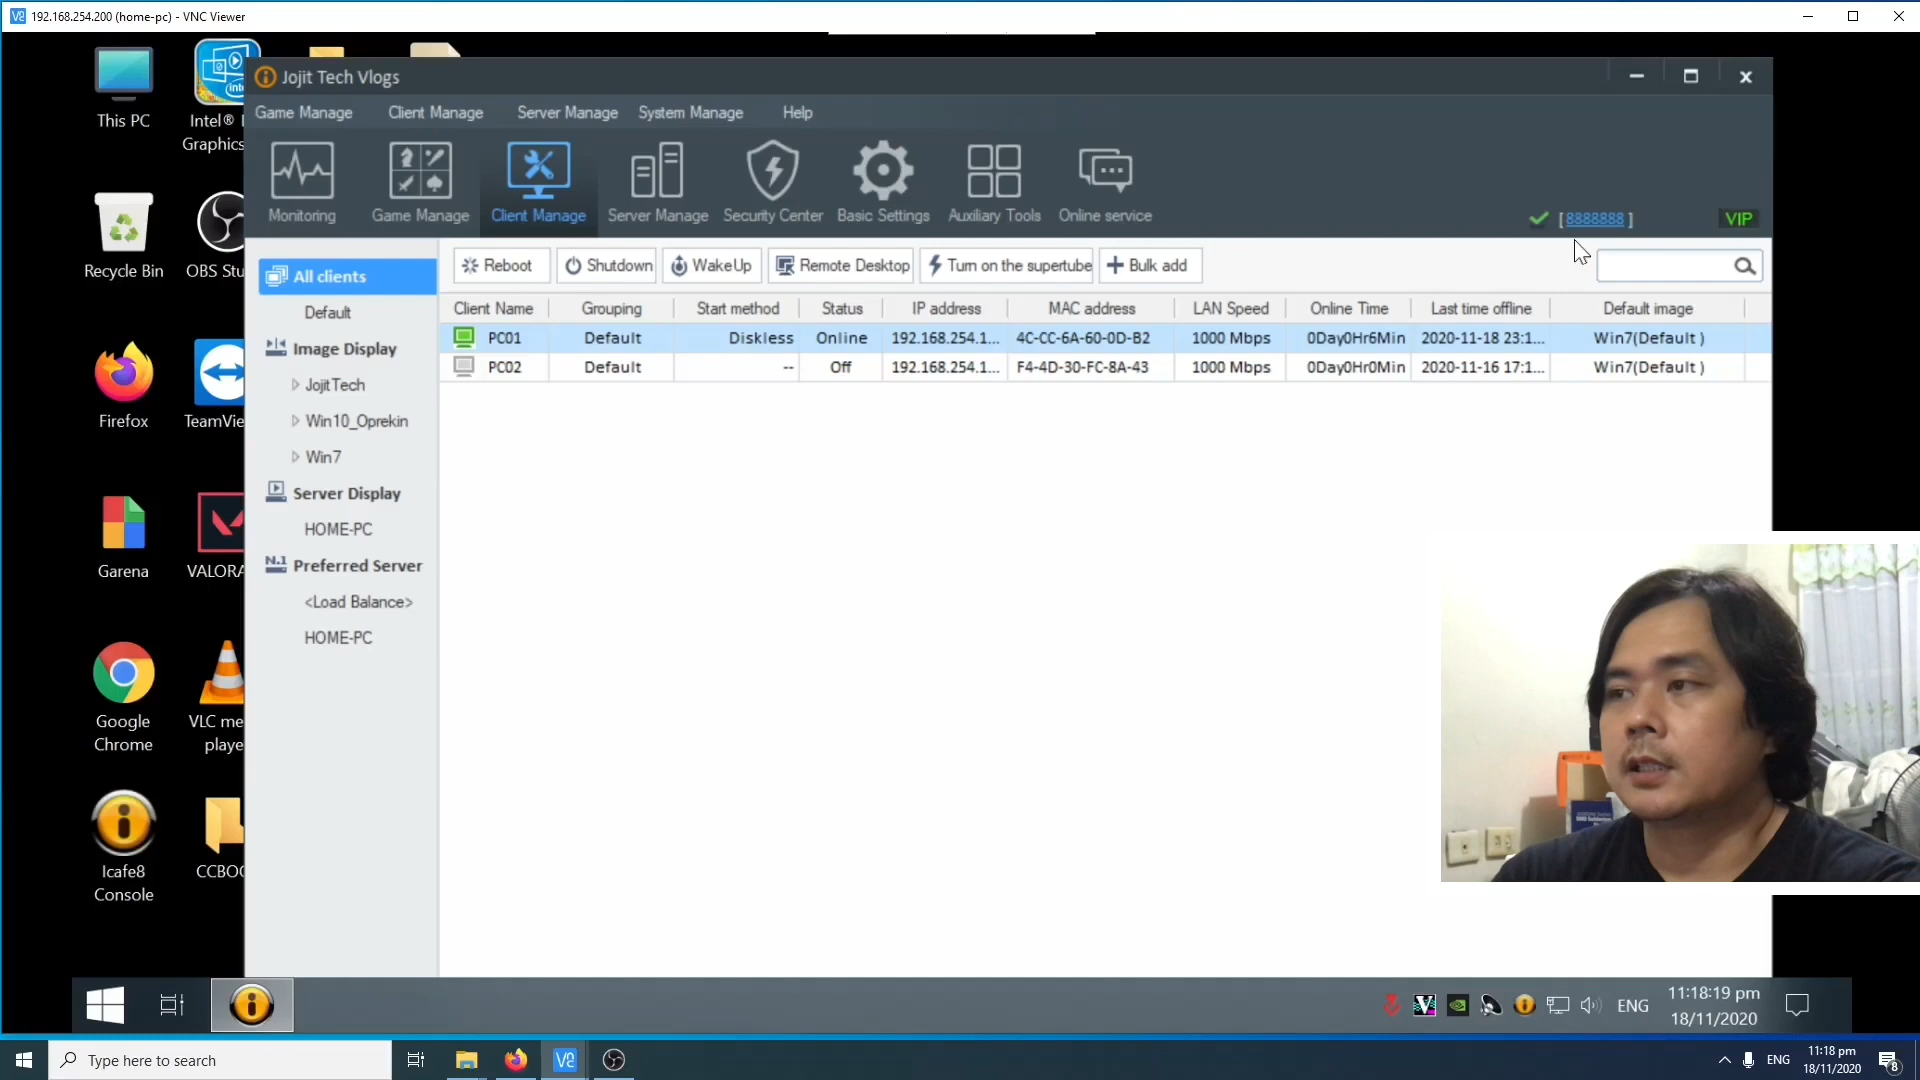 192.168.254.200 (home-pc) - VNC Viewer
This PC
Intel®
Graphics
Recycle Bin
OBS Stu
Firefox
TeamVie
Garena
VALORA
Google
Chrome
VLC me
playe
Icafe8
Console
CCBOO
Jojit Tech Vlogs
Game Manage Client Manage Server Manage System Manage Help
Monitoring Game Manage Client Manage Server Manage Security Center Basic Settings Auxiliary Tools Online service
[ 8888888 ] VIP
Reboot Shutdown WakeUp Remote Desktop Turn on the supertube Bulk add
All clients
Default
Image Display
JojitTech
Win10_Oprekin
Win7
Server Display
HOME-PC
N.1 Preferred Server
<Load Balance>
HOME-PC
Client Name Grouping Start method Status IP address MAC address LAN Speed Online Time Last time offline Default image
PC01 Default Diskless Online 192.168.254.1... 4C-CC-6A-60-0D-B2 1000 Mbps 0Day0Hr6Min 2020-11-18 23:1... Win7(Default )
PC02 Default -- Off 192.168.254.1... F4-4D-30-FC-8A-43 1000 Mbps 0Day0Hr0Min 2020-11-16 17:1... Win7(Default )
ENG
11:18:19 pm
18/11/2020
Type here to search
ENG
11:18 pm
18/11/2020
8